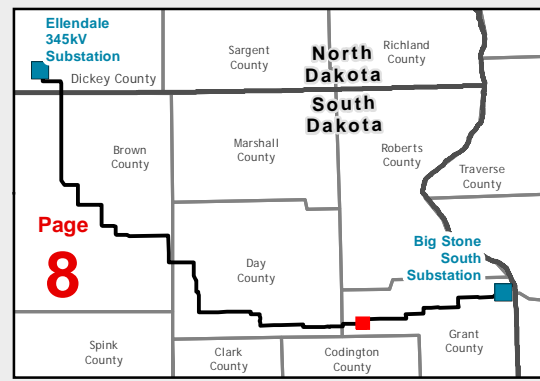 Ellendale
345kV
Substation
Dickey County
Sargent
County
North
Dakota
Richland
County
South
Dakota
Brown
County
Marshall
County
Roberts
County
Traverse
County
Page
8
Day
County
Big Stone
South
Substation
Spink
County
Clark
County
Codington
County
Grant
County